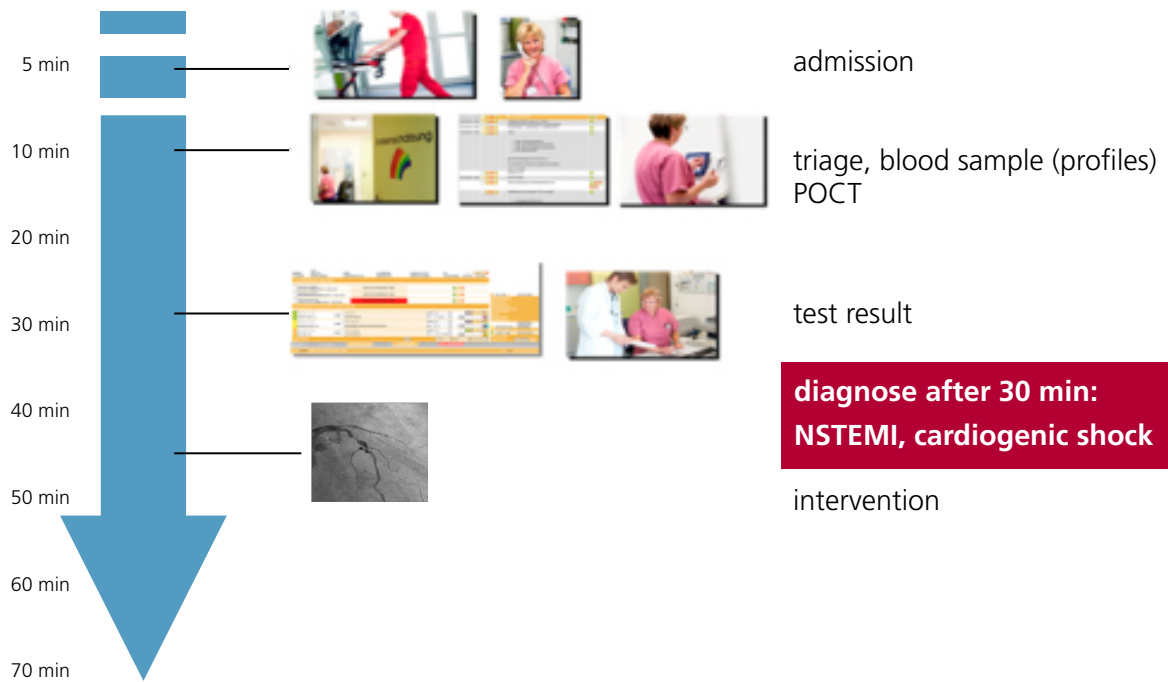 5 min
admission
10 min
triage, blood sample (profiles)
POCT
20 min
30 min
test result
diagnose after 30 min:
NSTEMI, cardiogenic shock
40 min
50 min
intervention
60 min
70 min